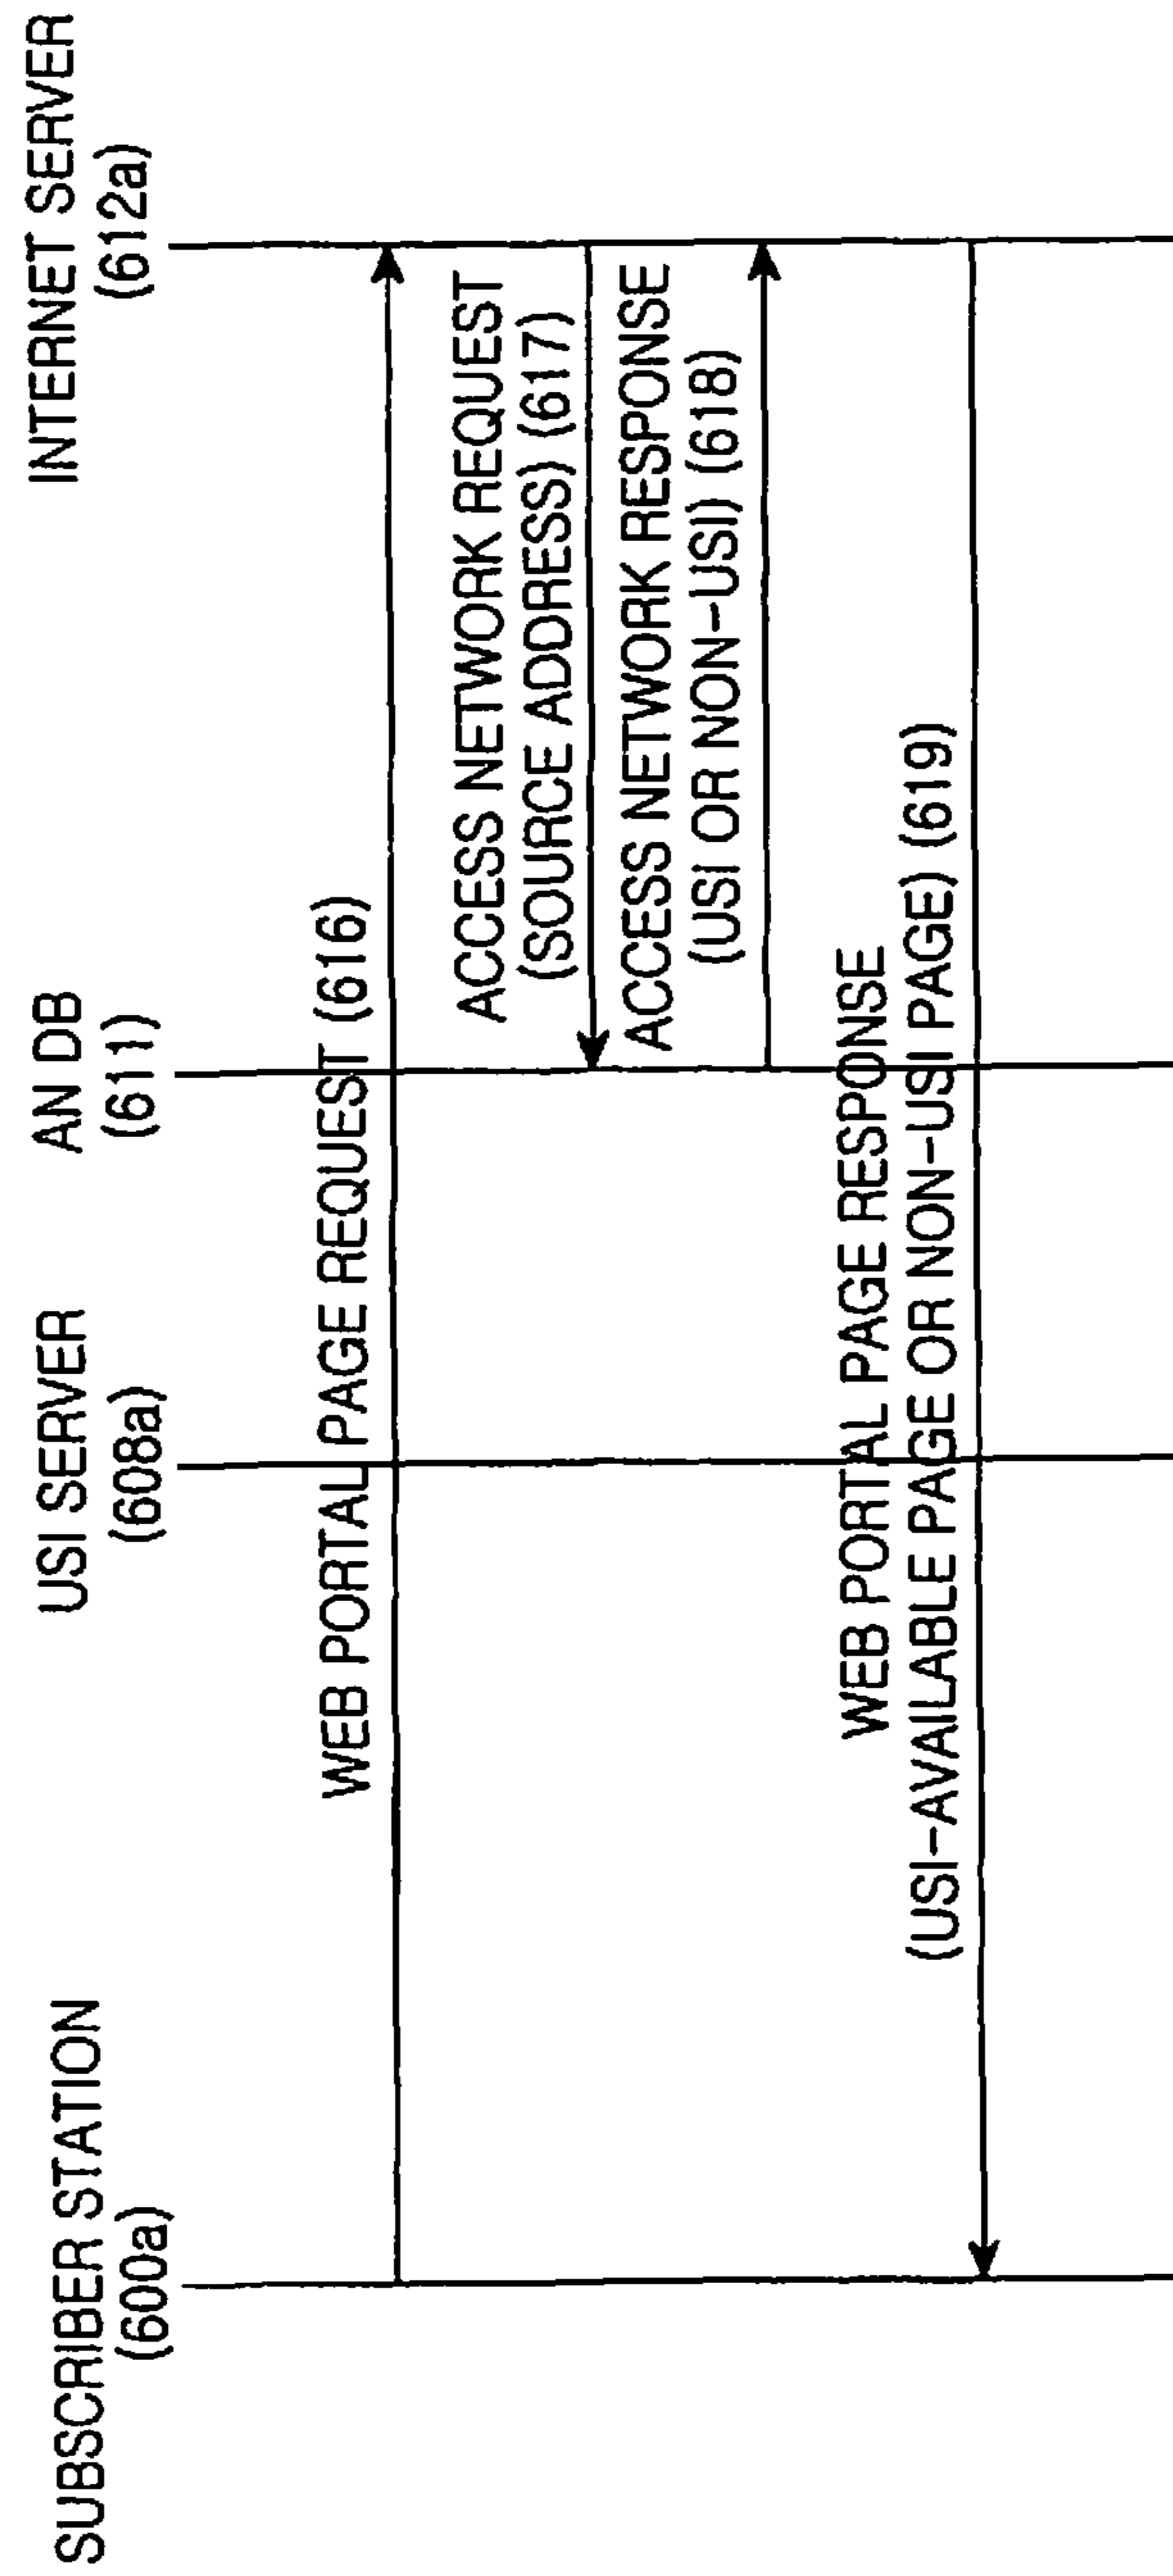 SUBSCRIBER STATION
(600a)
USI SERVER
(608a)
AN DB
(611)
INTERNET SERVER
(612a)
WEB PORTAL PAGE REQUEST (616)
ACCESS NETWORK REQUEST
(SOURCE ADDRESS) (617)
ACCESS NETWORK RESPONSE
(USI OR NON-USI) (618)
WEB PORTAL PAGE RESPONSE
(USI-AVAILABLE PAGE OR NON-USI PAGE) (619)